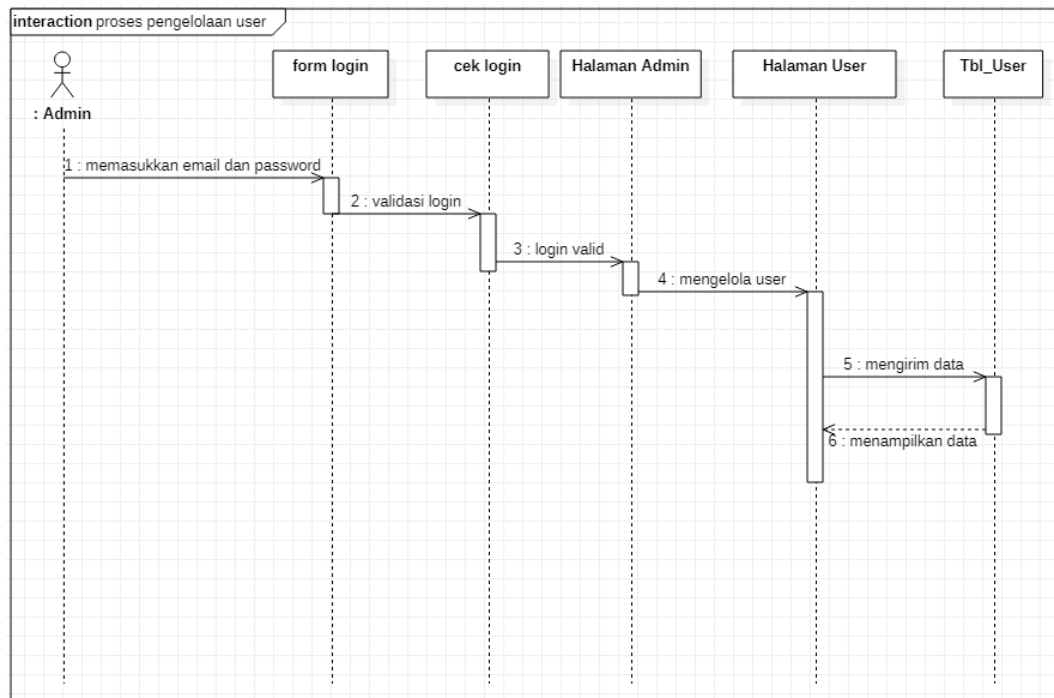 interaction proses pengelolaan user
form login
cek login
Halaman Admin
Halaman User
Tbl_User
: Admin
1 : memasukkan email dan password
2 : validasi login
3 : login valid
4 : mengelola user
5 : mengirim data
6 : menampilkan data